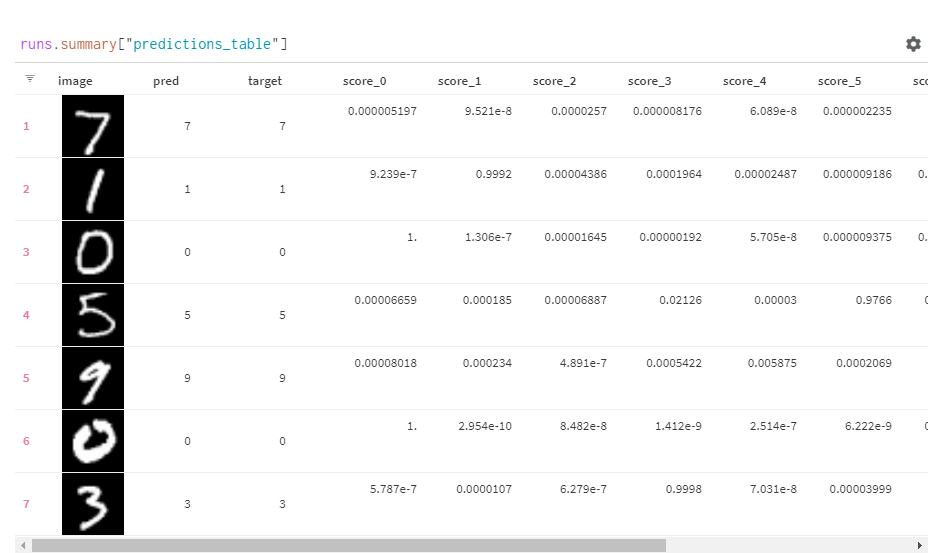 runs.summary["predictions_table"]
image pred target score_0 score_1 score_2 score_3 score_4 score_5
1 7 7 7 0.000005197 9.521e-8 0.0000257 0.000008176 6.089e-8 0.000002235
2 1 1 1 9.239e-7 0.9992 0.00004386 0.0001964 0.00002487 0.000009186 0.
3 0 0 0 1. 1.306e-7 0.00001645 0.00000192 5.705e-8 0.000009375 0.
4 5 5 5 0.00006659 0.000185 0.00006887 0.02126 0.00003 0.9766
5 9 9 9 0.00008018 0.000234 4.891e-7 0.0005422 0.005875 0.0002069
6 0 0 0 1. 2.954e-10 8.482e-8 1.412e-9 2.514e-7 6.222e-9
7 3 3 3 5.787e-7 0.0000107 6.279e-7 0.9998 7.031e-8 0.00003999